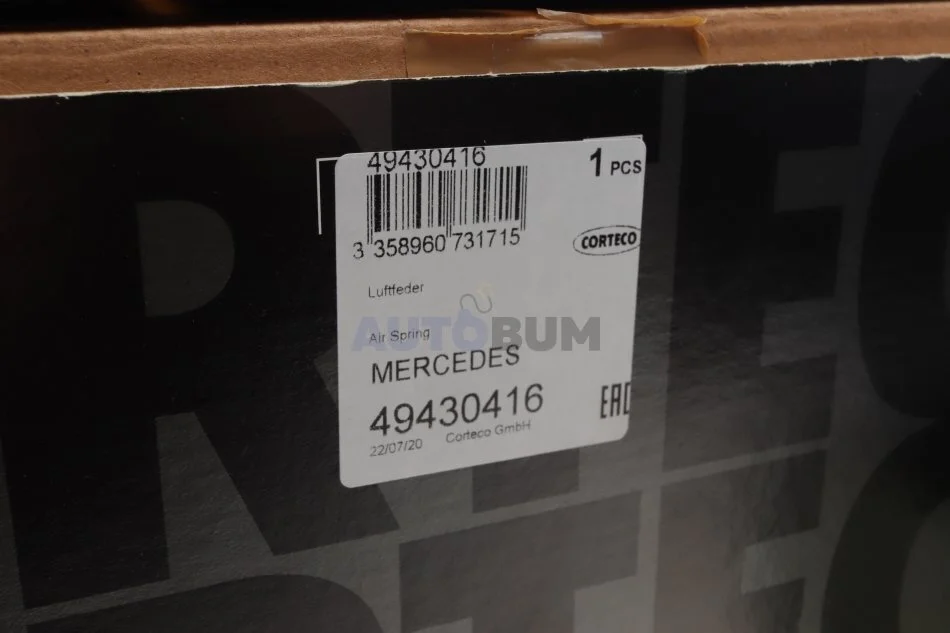 49430416
1 PCS
3 358960 731715
CORTECO
Luftfeder
AUTOBUM
Air Spring
MERCEDES
49430416
EAC
22/07/20 Corteco GmbH